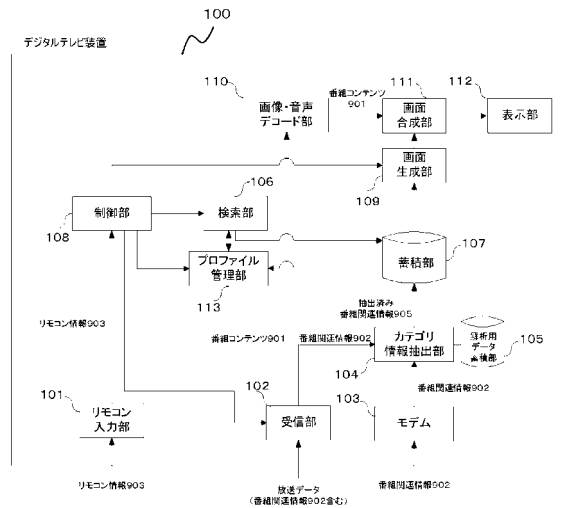 100
デジタルテレビ装置
110
画像・音声
デコード部
番組コンテンツ
901
111
画面
合成部
112
表示部
106
画面
生成部
109
制御部
108
検索部
107
蓄積部
プロファイル
管理部
113
抽出済み
番組関連情報905
リモコン情報903
番組コンテンツ901
番組関連情報902
カテゴリ
情報抽出部
104
解析用
データ
蓄積部
105
番組関連情報902
101
リモコン
入力部
102
受信部
103
モデム
リモコン情報903
放送データ
(番組関連情報902含む)
番組関連情報902